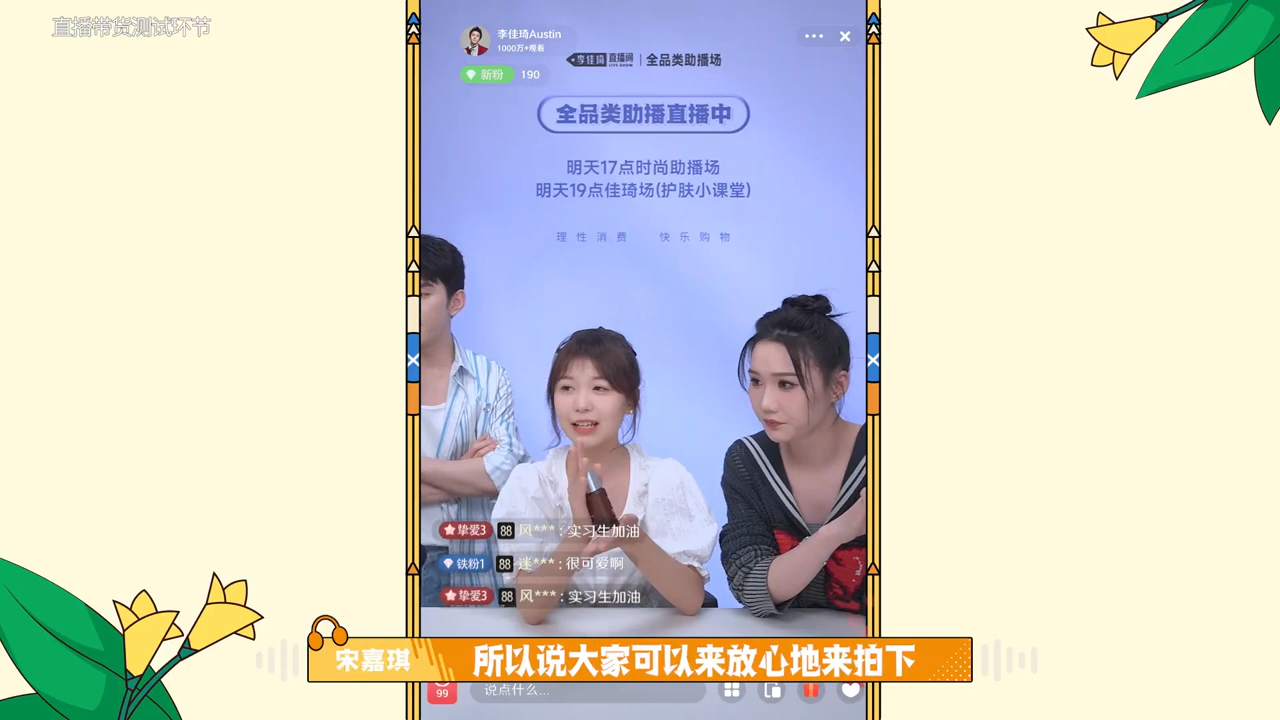 直播带货测试环节
李佳琦Austin
1000万+观看
李佳琦 直播间 LIVE SHOW 全品类助播场
新粉 190
全品类助播直播中
明天17点时尚助播场
明天19点佳琦场(护肤小课堂)
理性消费 快乐购物
挚爱3 88 风***:实习生加油
铁粉1 88 迷***:很可爱啊
挚爱3 88 风***:实习生加油
宋嘉琪 所以说大家可以来放心地来拍下
99 说点什么...